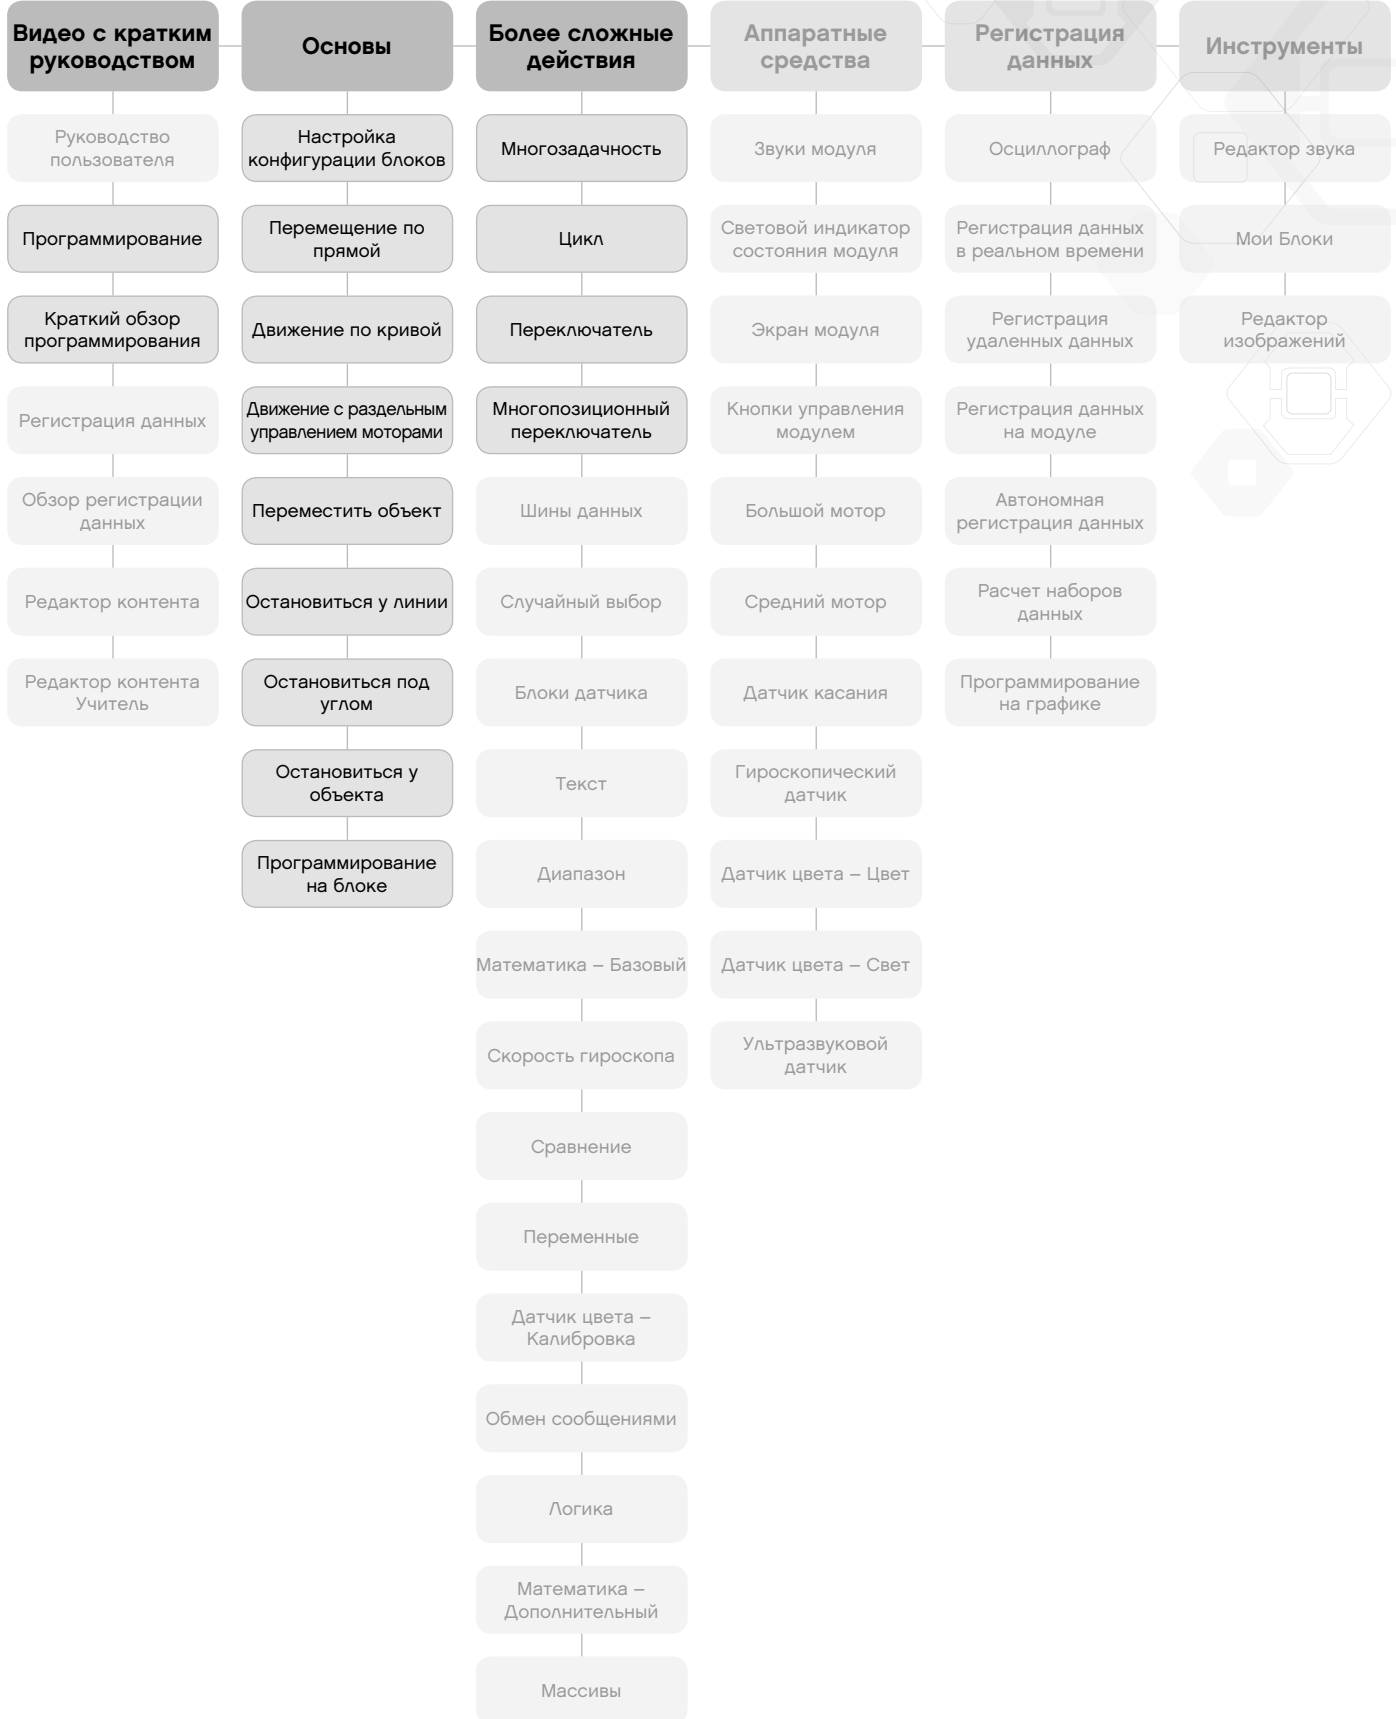 Видео с кратким
руководством
Руководство
пользователя
Программирование
Краткий обзор
программирования
Регистрация данных
Обзор регистрации
данных
Редактор контента
Редактор контента
Учитель
Основы
Настройка
конфигурации блоков
Перемещение по
прямой
Движение по кривой
Движение с раздельным
управлением моторами
Переместить объект
Остановиться у линии
Остановиться под
углом
Остановиться у
объекта
Программирование
на блоке
Более сложные
действия
Многозадачность
Цикл
Переключатель
Многопозиционный
переключатель
Шины данных
Случайный выбор
Блоки датчика
Текст
Диапазон
Математика – Базовый
Скорость гироскопа
Сравнение
Переменные
Датчик цвета –
Калибровка
Обмен сообщениями
Логика
Математика –
Дополнительный
Массивы
Аппаратные
средства
Звуки модуля
Световой индикатор
состояния модуля
Экран модуля
Кнопки управления
модулем
Большой мотор
Средний мотор
Датчик касания
Гироскопический
датчик
Датчик цвета – Цвет
Датчик цвета – Свет
Ультразвуковой
датчик
Регистрация
данных
Осциллограф
Регистрация данных
в реальном времени
Регистрация
удаленных данных
Регистрация данных
на модуле
Автономная
регистрация данных
Расчет наборов
данных
Программирование
на графике
Инструменты
Редактор звука
Мои Блоки
Редактор
изображений